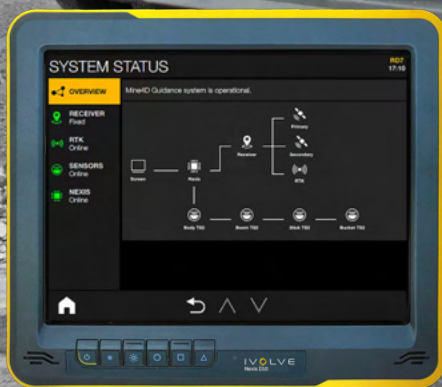 SYSTEM STATUS
RD7
17:10
OVERVIEW
Mine4D Guidance system is operational.
RECEIVER
Fixed
RTK
Online
SENSORS
Online
NEXIS
Online
Primary
Secondary
RTK
Receiver
Screen
Nexis
Body TS2
Boom TS2
Stick TS2
Bucket TS2
IVOLVE
Nexis D10